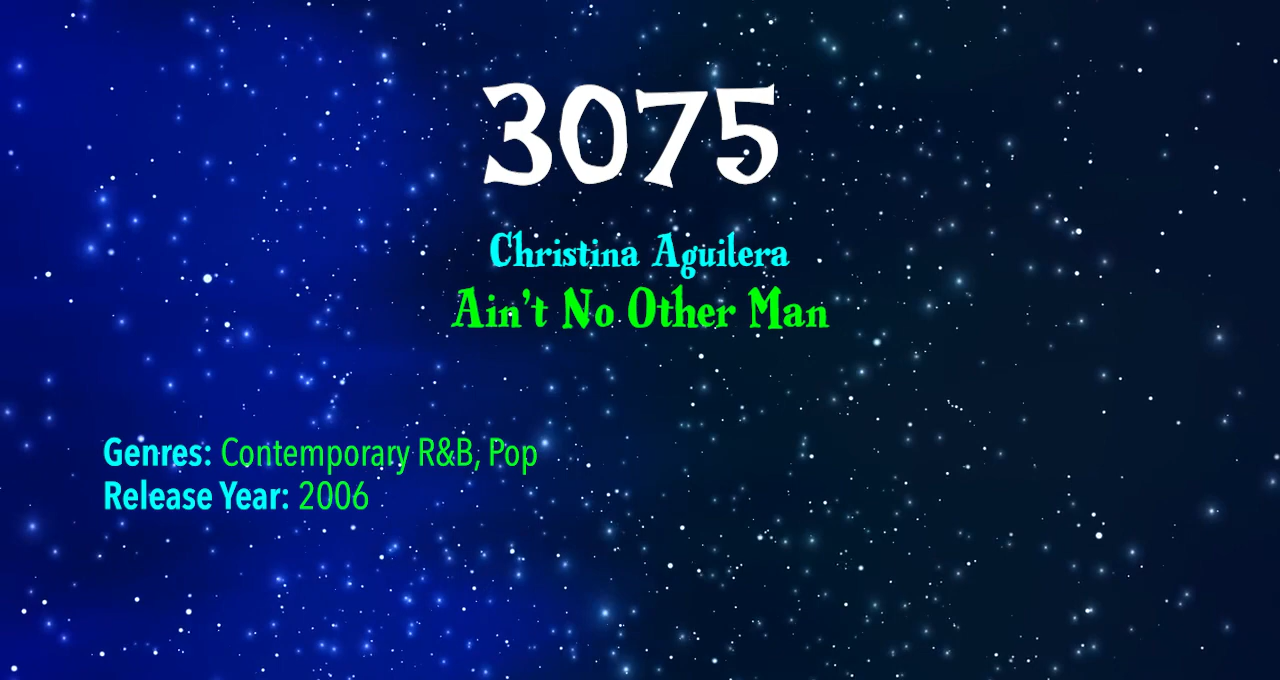 3075
Christina Aguilera
Ain't No Other Man
Genres: Contemporary R&B, Pop
Release Year: 2006